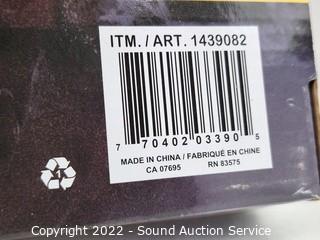 ITM. / ART. 1439082
7 70402 03390 5
MADE IN CHINA / FABRIQUÉ EN CHINE
CA 07695 RN 83575
Copyright 2022 - Sound Auction Service